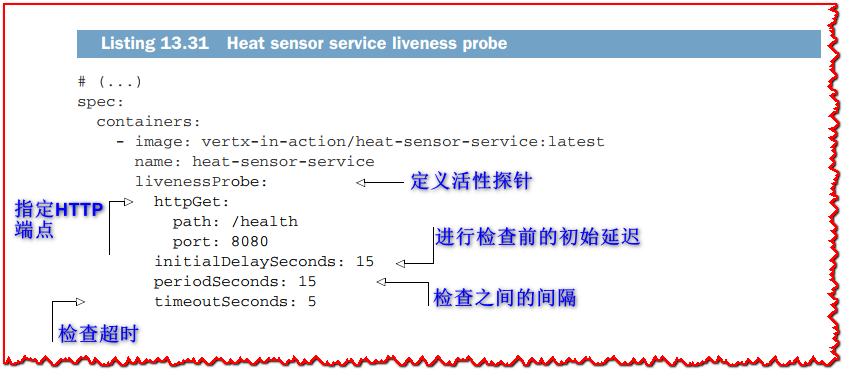 Listing 13.31 Heat sensor service liveness probe
# (...)
spec:
  containers:
    - image: vertx-in-action/heat-sensor-service:latest
      name: heat-sensor-service
      livenessProbe:
定义活性探针
指定HTTP
端点
        httpGet:
          path: /health
          port: 8080
进行检查前的初始延迟
        initialDelaySeconds: 15
        periodSeconds: 15
检查之间的间隔
        timeoutSeconds: 5
检查超时